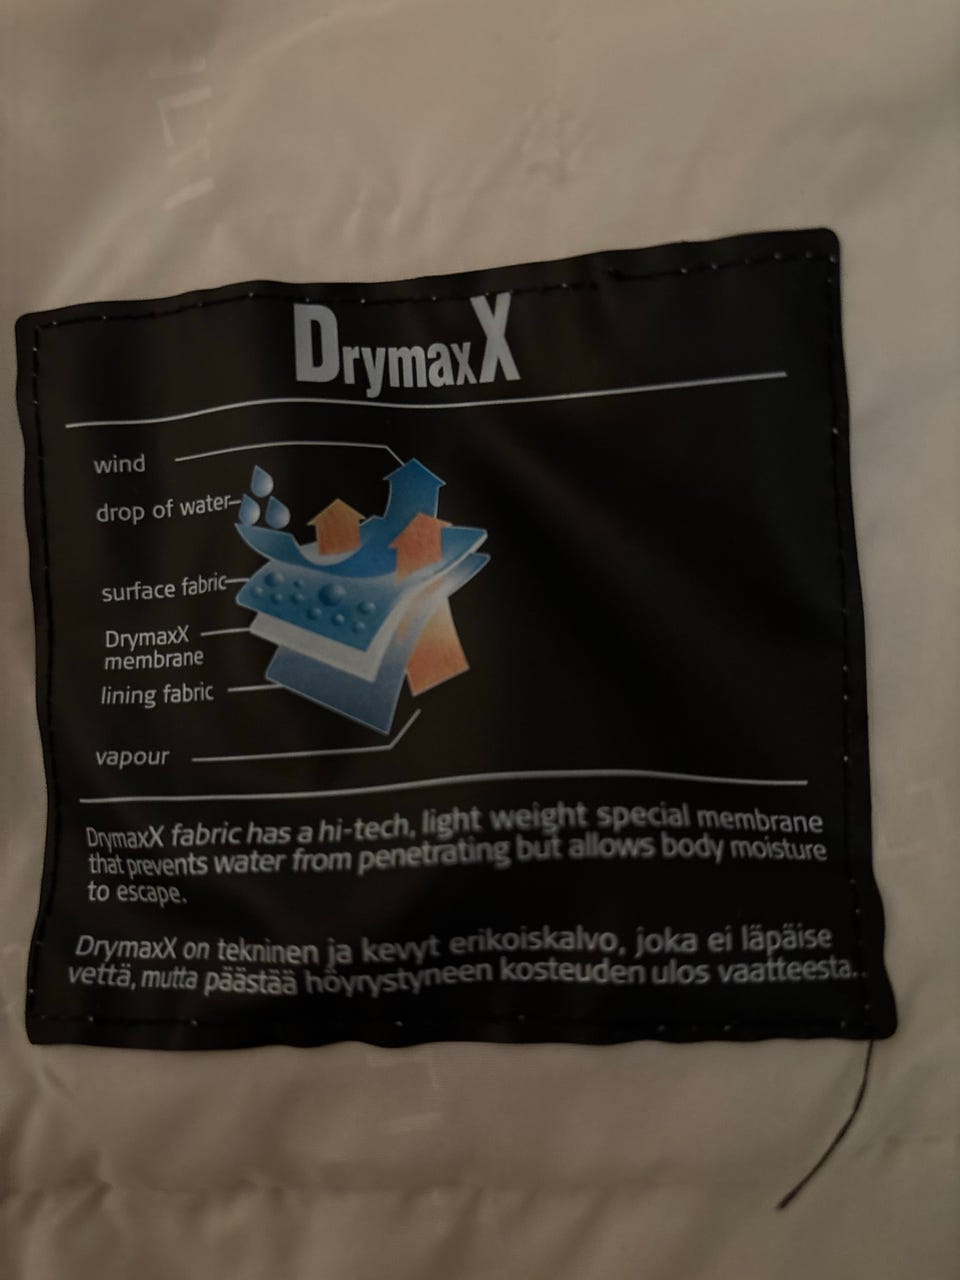 DrymaxX
wind
drop of water
surface fabric
DrymaxX
membrane
lining fabric
vapour
DrymaxX fabric has a hi-tech, light weight special membrane
that prevents water from penetrating but allows body moisture
to escape.
DrymaxX on tekninen ja kevyt erikoiskalvo, joka ei läpäise
vettä, mutta päästää höyrystyneen kosteuden ulos vaatteesta..